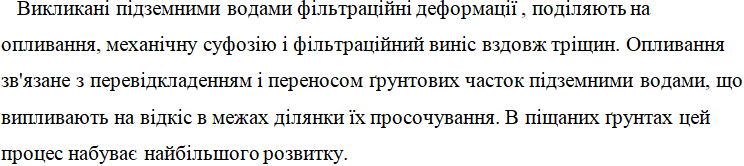 Викликані підземними водами фільтраційні деформації , поділяють на
опливання, механічну суфозію і фільтраційний виніс вздовж тріщин. Опливання
зв'язане з перевідкладенням і переносом ґрунтових часток підземними водами, що
випливають на відкіс в межах ділянки їх просочування. В піщаних ґрунтах цей
процес набуває найбільшого розвитку.